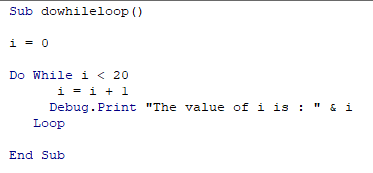 Sub dowhileloop()
i = 0
Do While i < 20
i = i + 1
Debug.Print "The value of i is : " & i
Loop
End Sub